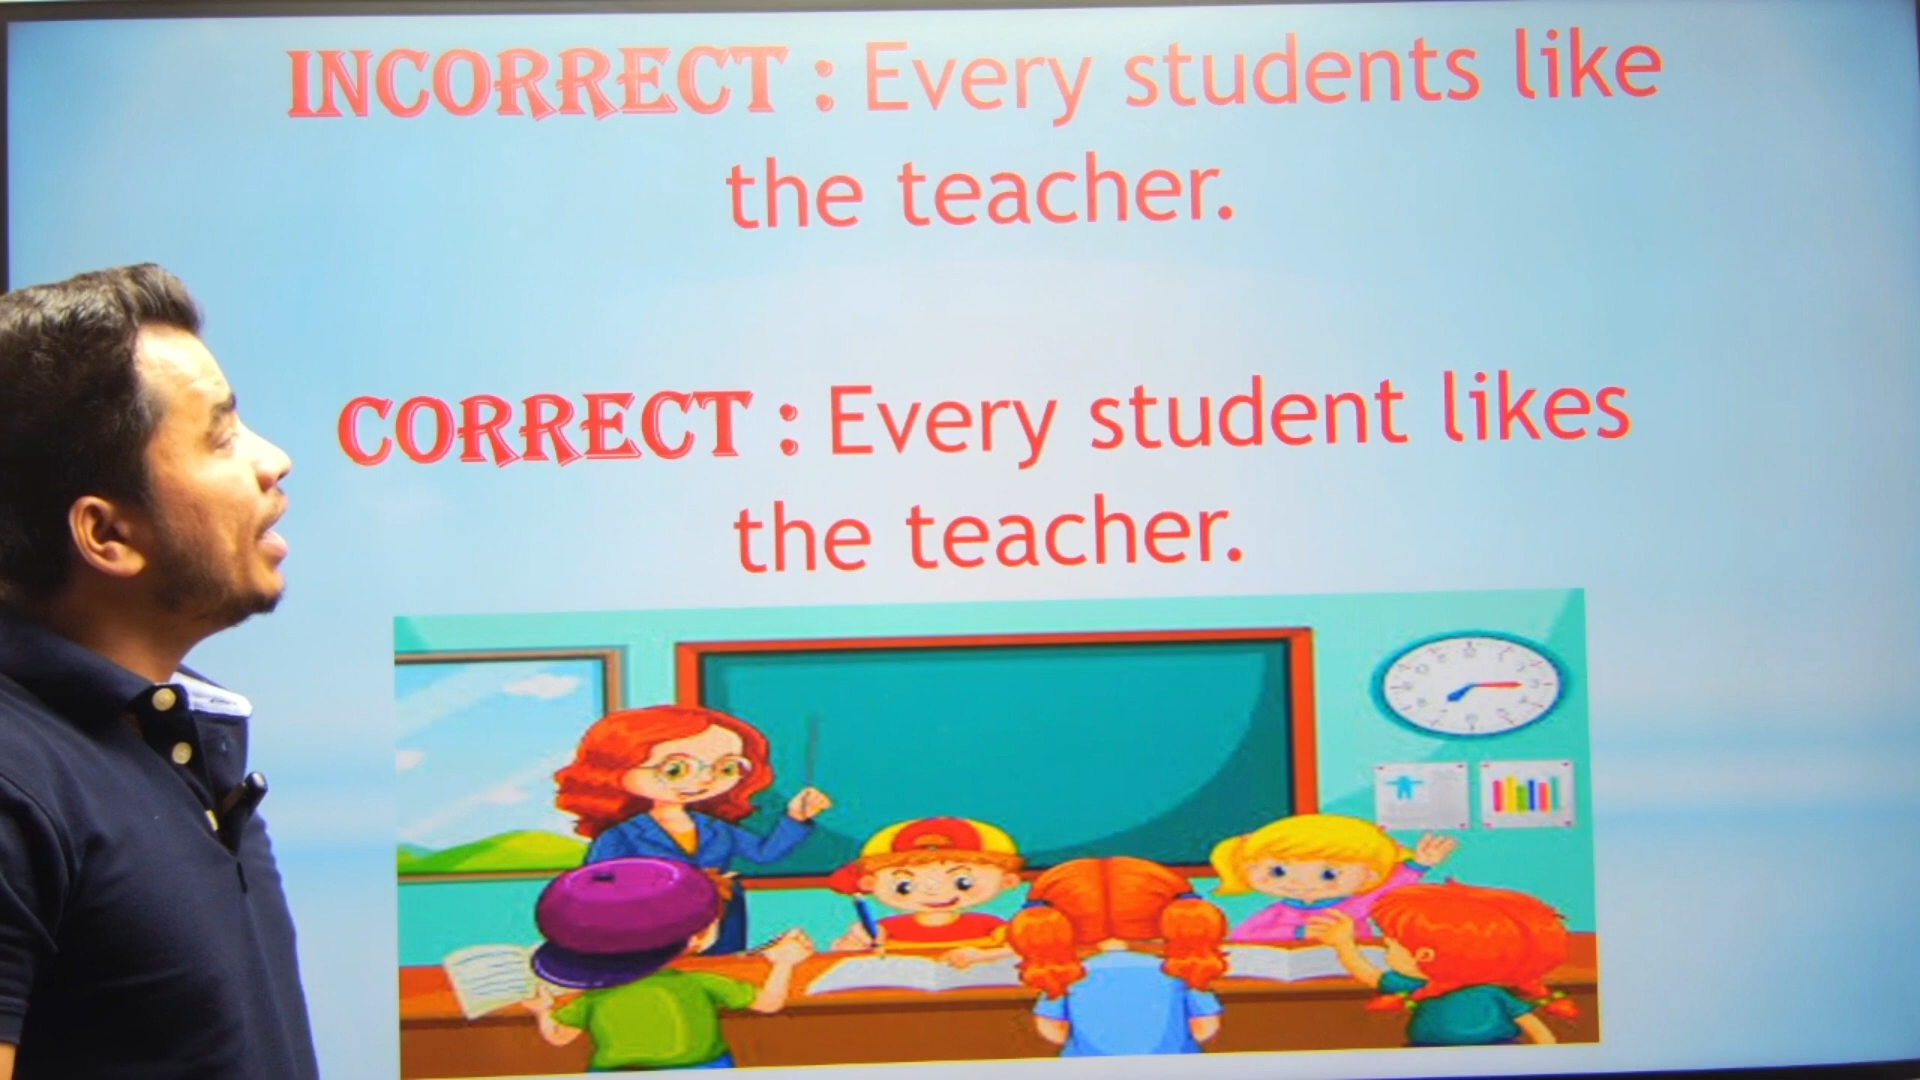 INCORRECT : Every students like
the teacher.
CORRECT : Every student likes
the teacher.